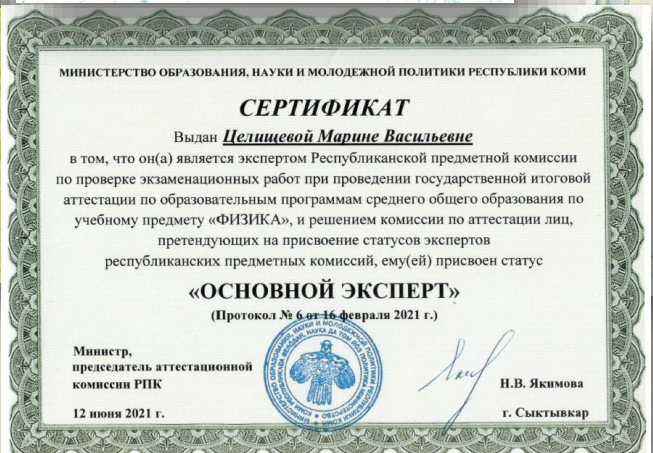 МИНИСТЕРСТВО ОБРАЗОВАНИЯ, НАУКИ И МОЛОДЕЖНОЙ ПОЛИТИКИ РЕСПУБЛИКИ КОМИ
СЕРТИФИКАТ
Выдан Целищевой Марине Васильевне
в том, что он(а) является экспертом Республиканской предметной комиссии
по проверке экзаменационных работ при проведении государственной итоговой
аттестации по образовательным программам среднего общего образования по
учебному предмету «ФИЗИКА», и решением комиссии по аттестации лиц,
претендующих на присвоение статусов экспертов
республиканских предметных комиссий, ему(ей) присвоен статус
«ОСНОВНОЙ ЭКСПЕРТ»
(Протокол № 6 от 16 февраля 2021 г.)
Министр,
председатель аттестационной
комиссии РПК
Н.В. Якимова
12 июня 2021 г.
г. Сыктывкар